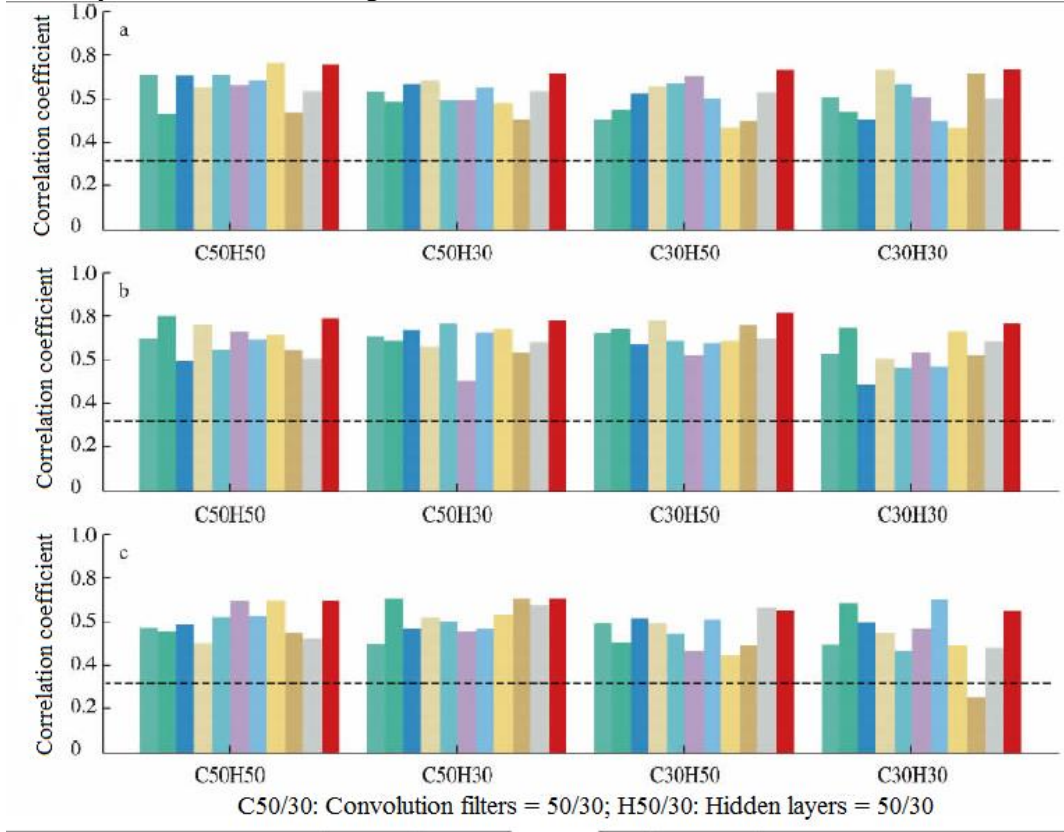 1.0
a
0.8
0.5
0.4
0.2
0
Correlation coefficient
C50H50 C50H30 C30H50 C30H30
1.0
b
0.8
0.5
0.4
0.2
0
Correlation coefficient
C50H50 C50H30 C30H50 C30H30
1.0
c
0.8
0.5
0.4
0.2
0
Correlation coefficient
C50H50 C50H30 C30H50 C30H30
C50/30: Convolution filters = 50/30; H50/30: Hidden layers = 50/30